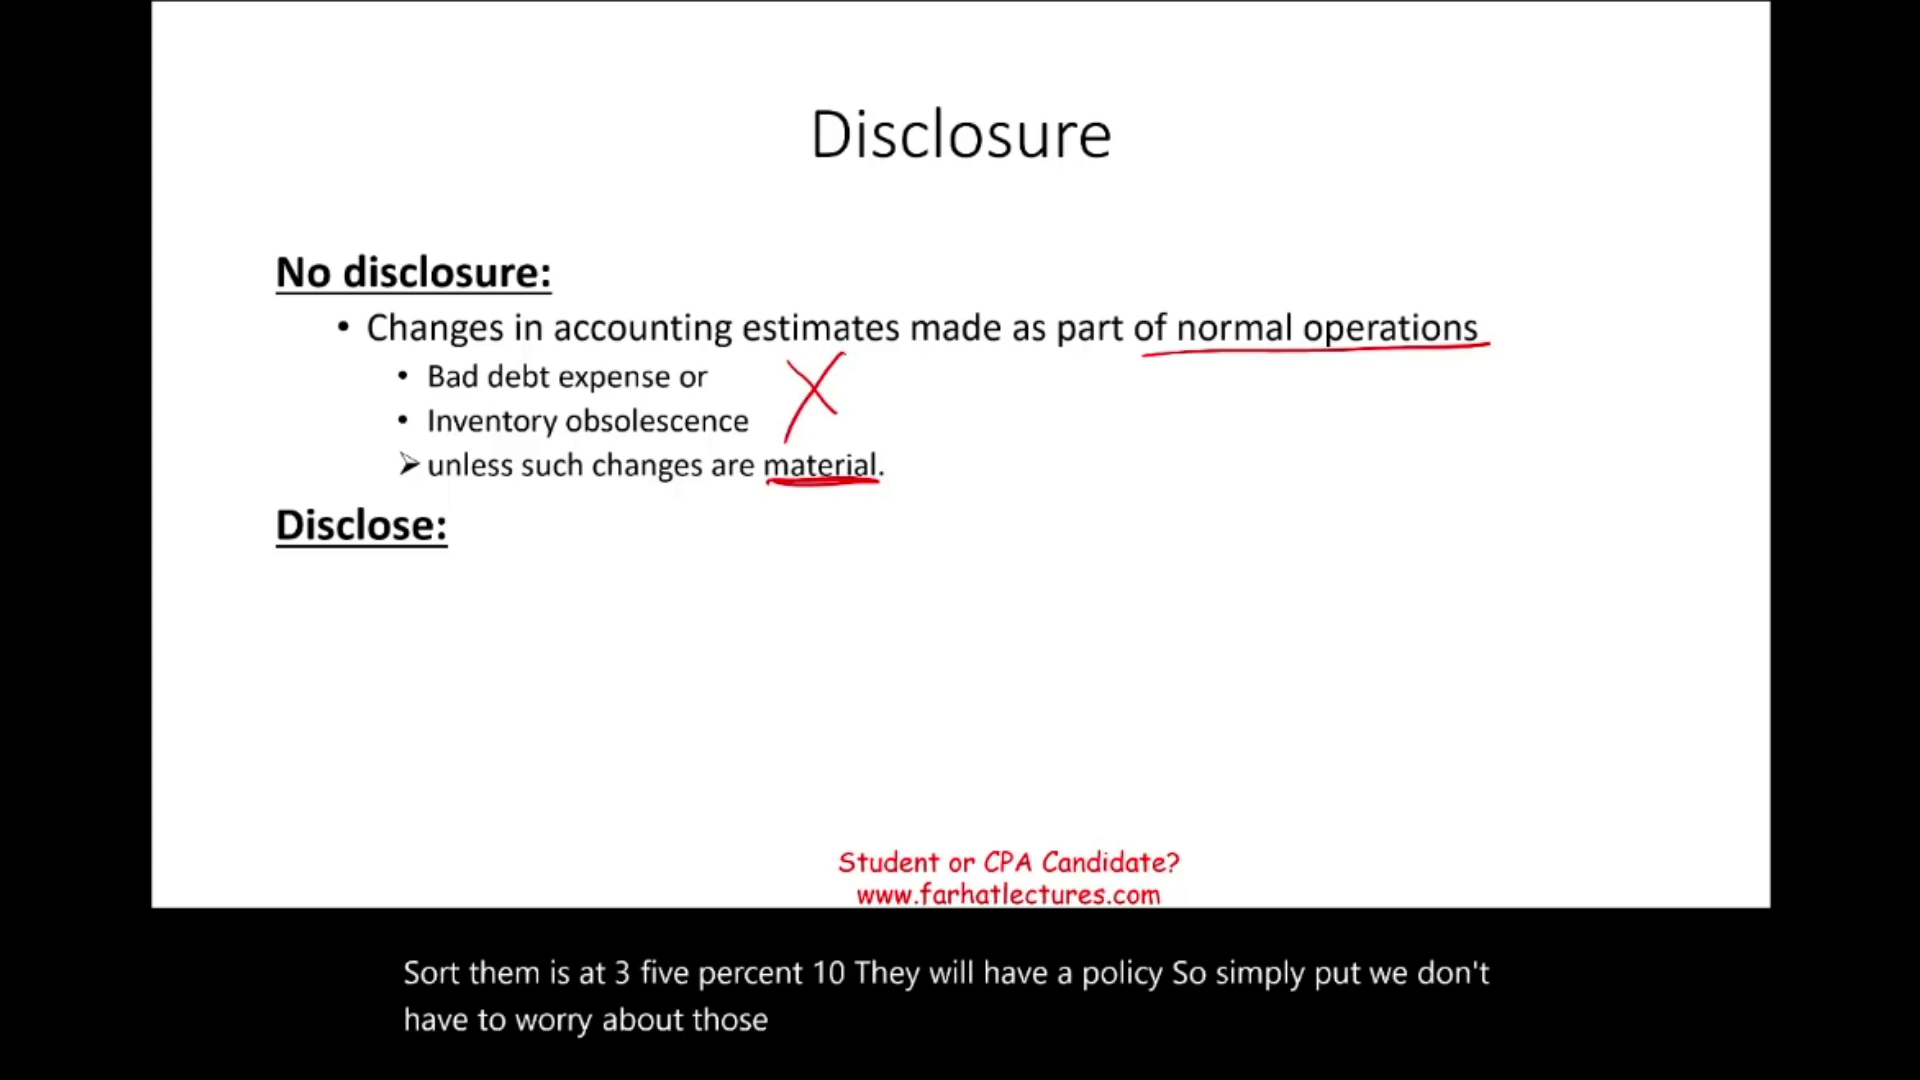 Disclosure
No disclosure:
• Changes in accounting estimates made as part of normal operations
• Bad debt expense or
• Inventory obsolescence
➢ unless such changes are material.
Disclose:
Student or CPA Candidate?
www.farhatlectures.com
Sort them is at 3 five percent 10 They will have a policy So simply put we don't
have to worry about those